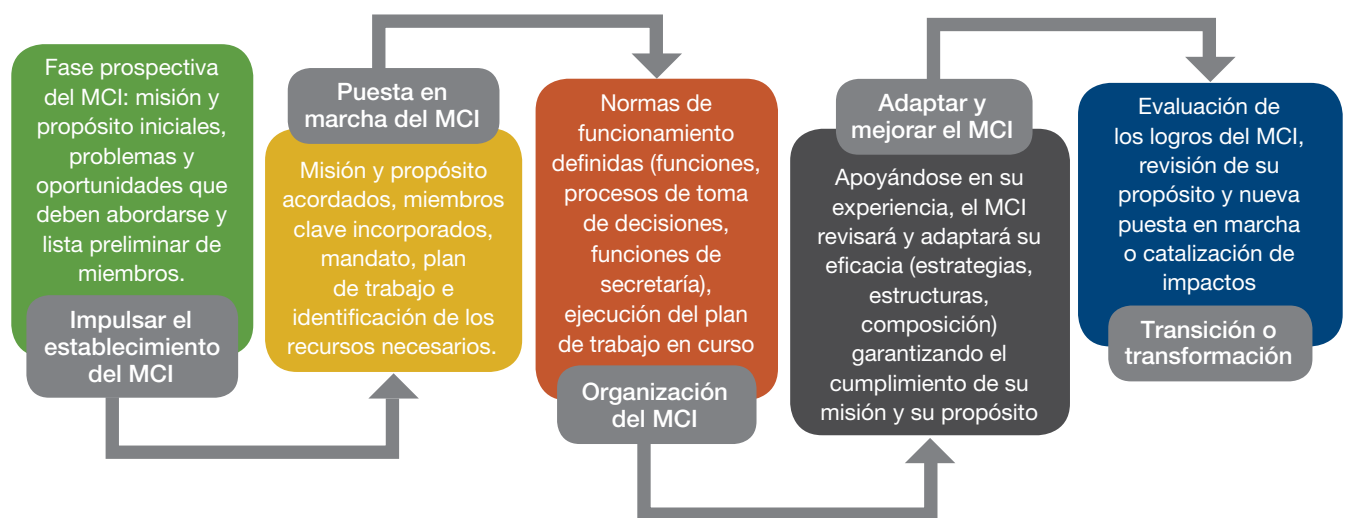 Fase prospectiva
del MCI: misión y
propósito iniciales,
problemas y
oportunidades que
deben abordarse y
lista preliminar de
miembros.
Impulsar el
establecimiento
del MCI
Puesta en
marcha del MCI
Misión y propósito
acordados, miembros
clave incorporados,
mandato, plan
de trabajo e
identificación de los
recursos necesarios.
Normas de
funcionamiento
definidas (funciones,
procesos de toma
de decisiones,
funciones de
secretaría),
ejecución del plan
de trabajo en curso
Organización
del MCI
Adaptar y
mejorar el MCI
Apoyándose en su
experiencia, el MCI
revisará y adaptará su
eficacia (estrategias,
estructuras,
composición)
garantizando el
cumplimiento de su
misión y su propósito
Evaluación de
los logros del MCI,
revisión de su
propósito y nueva
puesta en marcha
o catalización de
impactos
Transición o
transformación